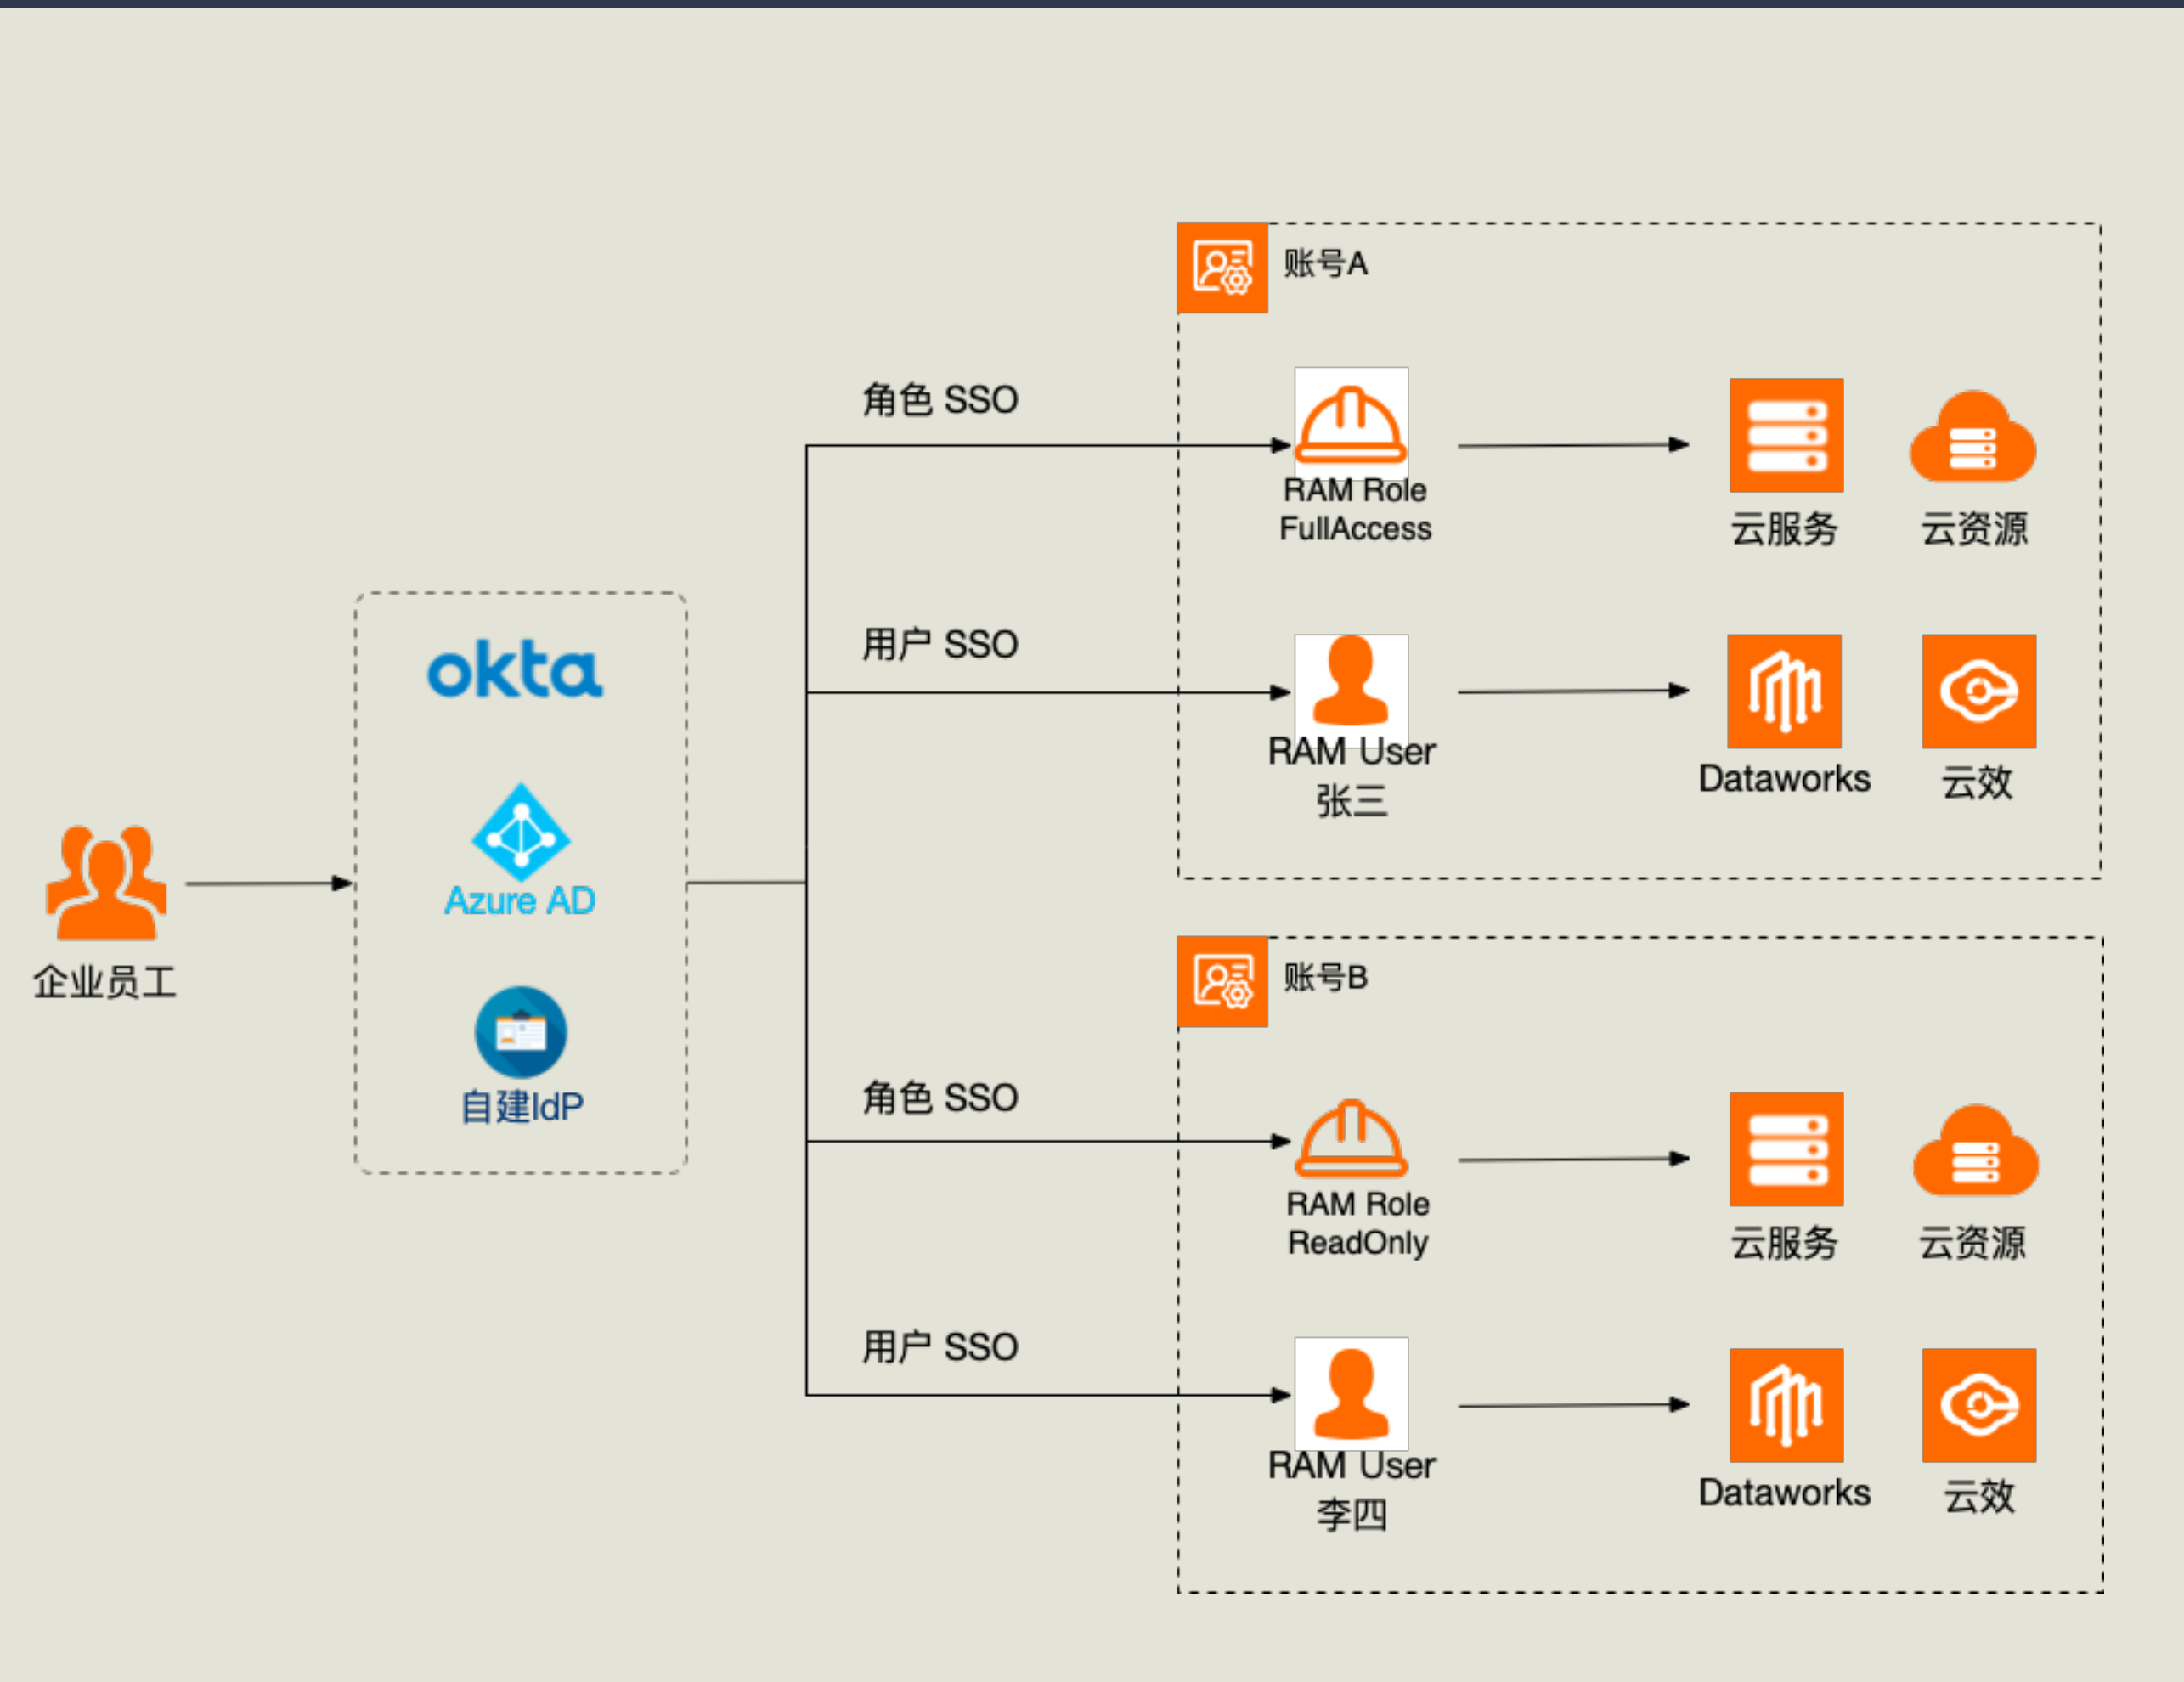 账号A
角色 SSO
RAM Role
FullAccess
云服务
云资源
用户 SSO
RAM User
张三
Dataworks
云效
okta
Azure AD
自建IdP
企业员工
账号B
角色 SSO
RAM Role
ReadOnly
云服务
云资源
用户 SSO
RAM User
李四
Dataworks
云效